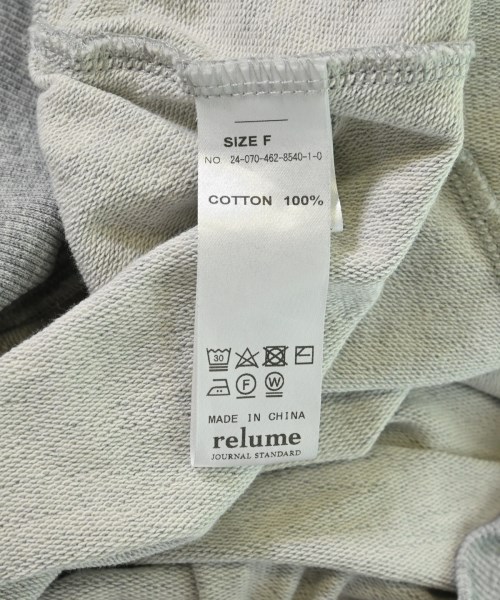 SIZE F
NO 24-070-462-8540-1-0
COTTON 100%
30
F W
MADE IN CHINA
relume
JOURNAL STANDARD